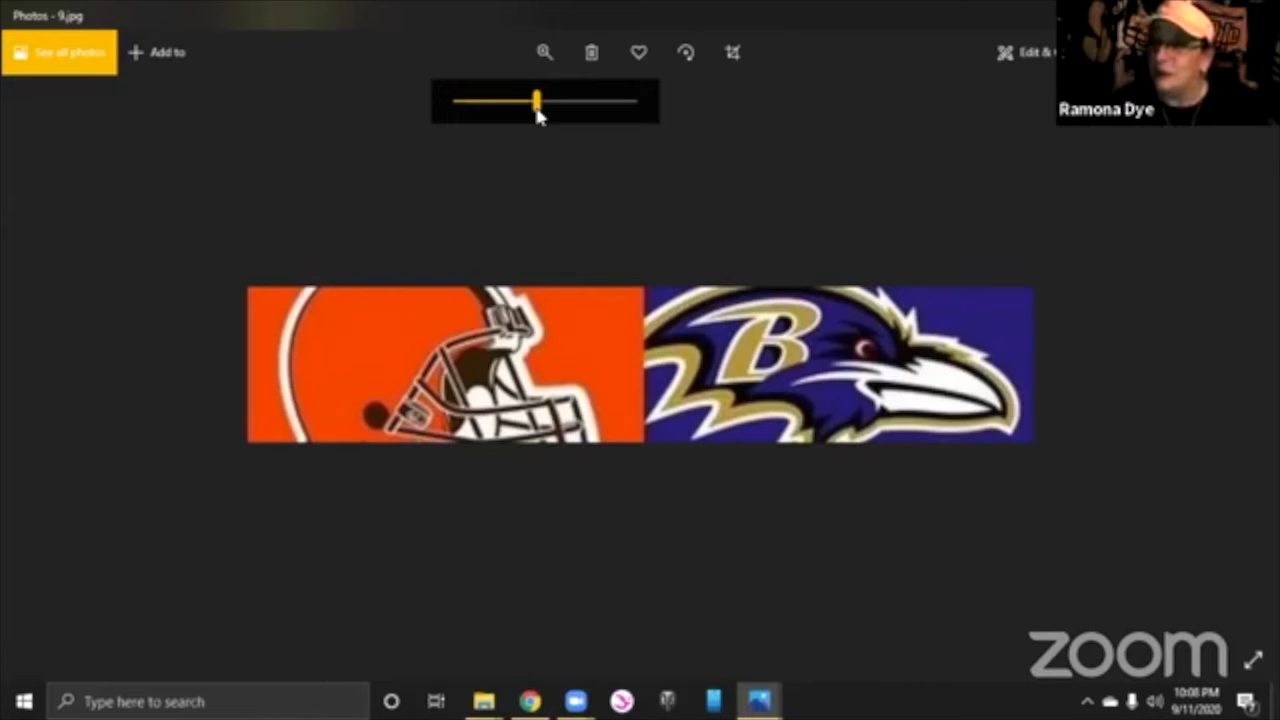 Photos - 9.jpg
See all photos
Add to
Edit &
Ramona Dye
B
zoom
Type here to search
10:08 PM
9/11/2020